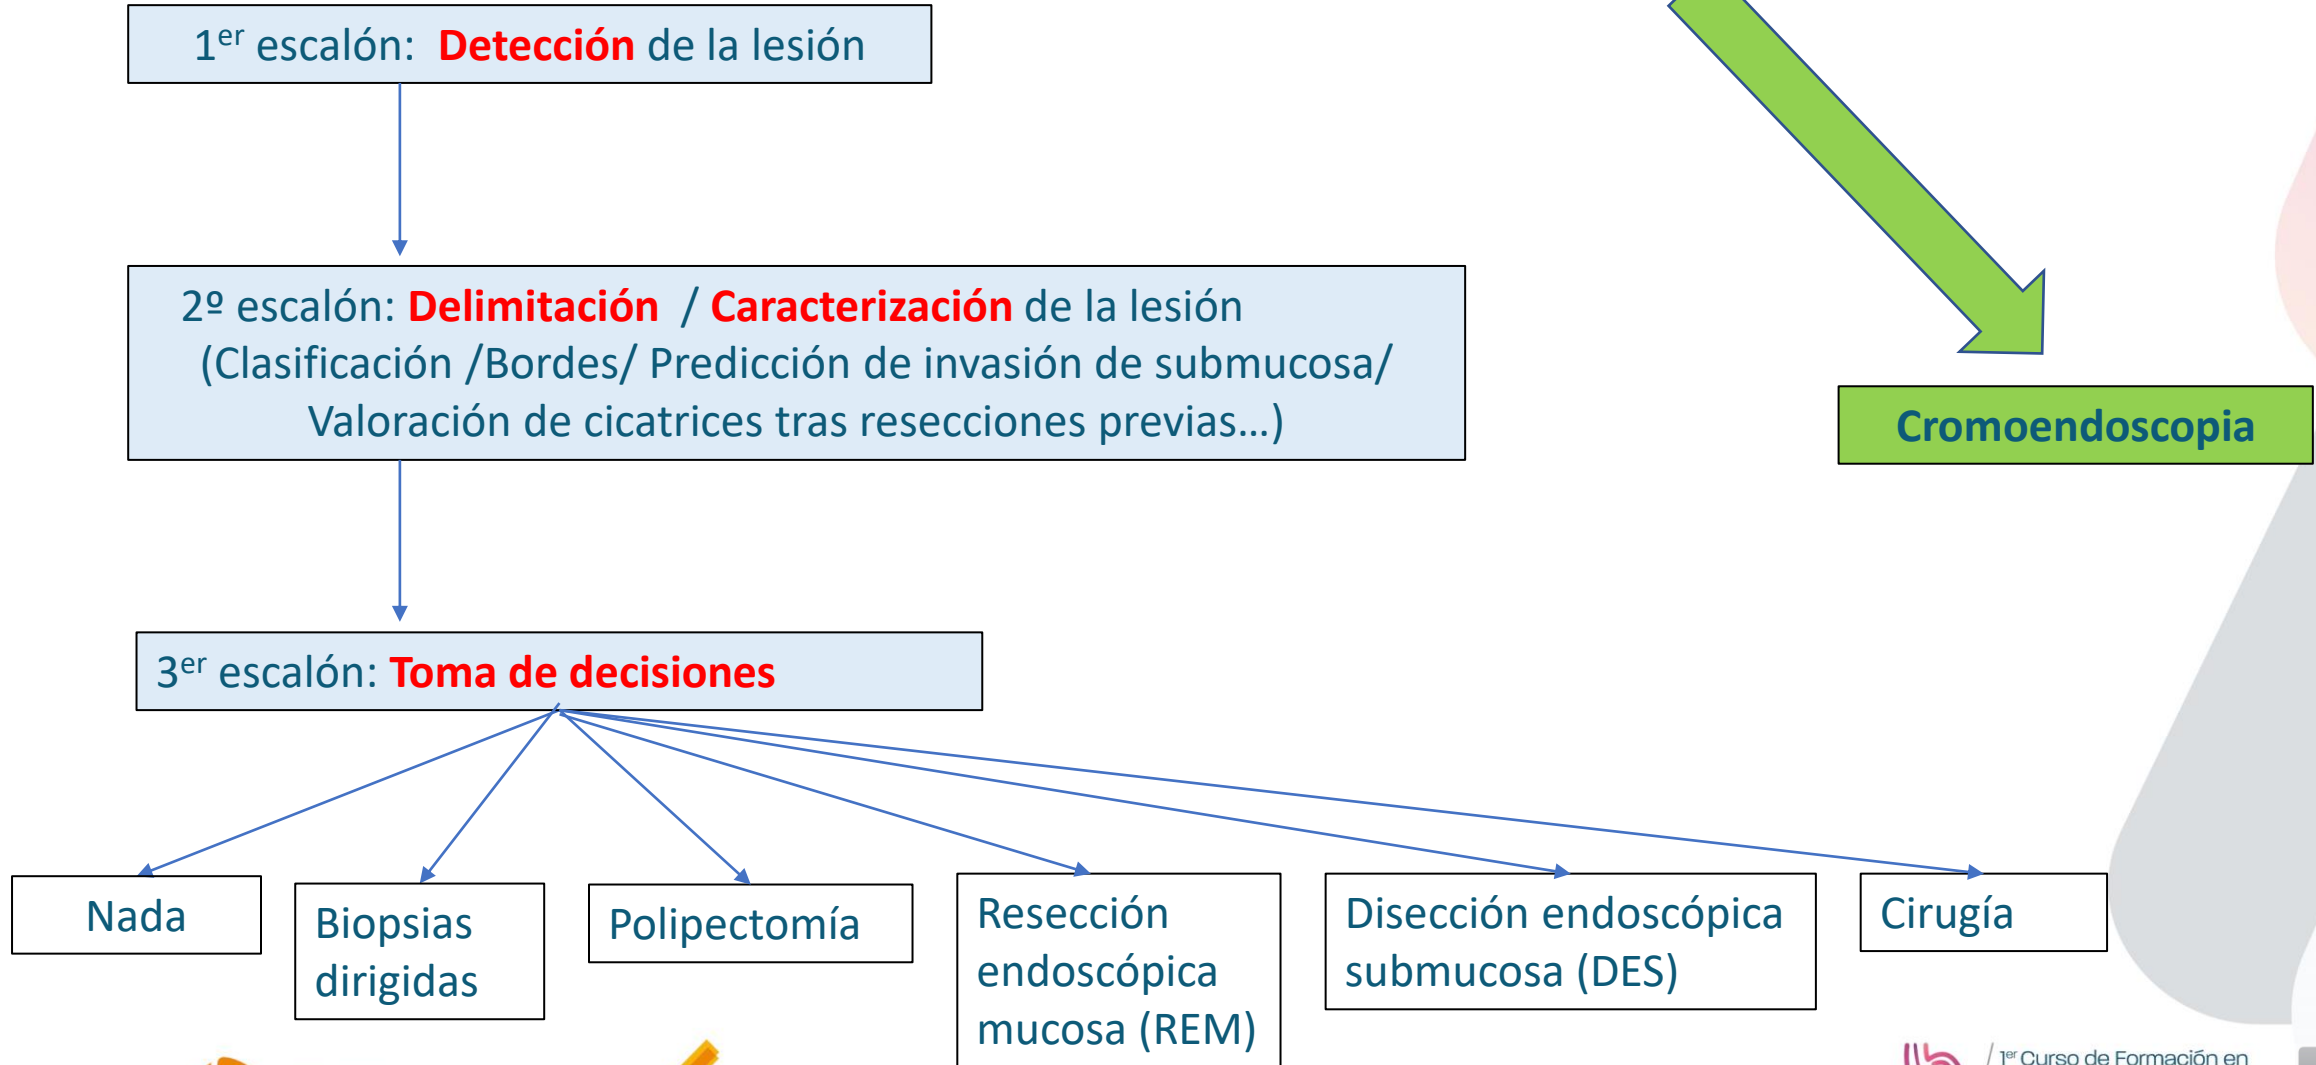 1er escalón: Detección de la lesión
2º escalón: Delimitación / Caracterización de la lesión
(Clasificación /Bordes/ Predicción de invasión de submucosa/
Valoración de cicatrices tras resecciones previas...)
Cromoendoscopia
3er escalón: Toma de decisiones
Nada
Biopsias
dirigidas
Polipectomía
Resección
endoscópica
mucosa (REM)
Disección endoscópica
submucosa (DES)
Cirugía
1er Curso de Formación en